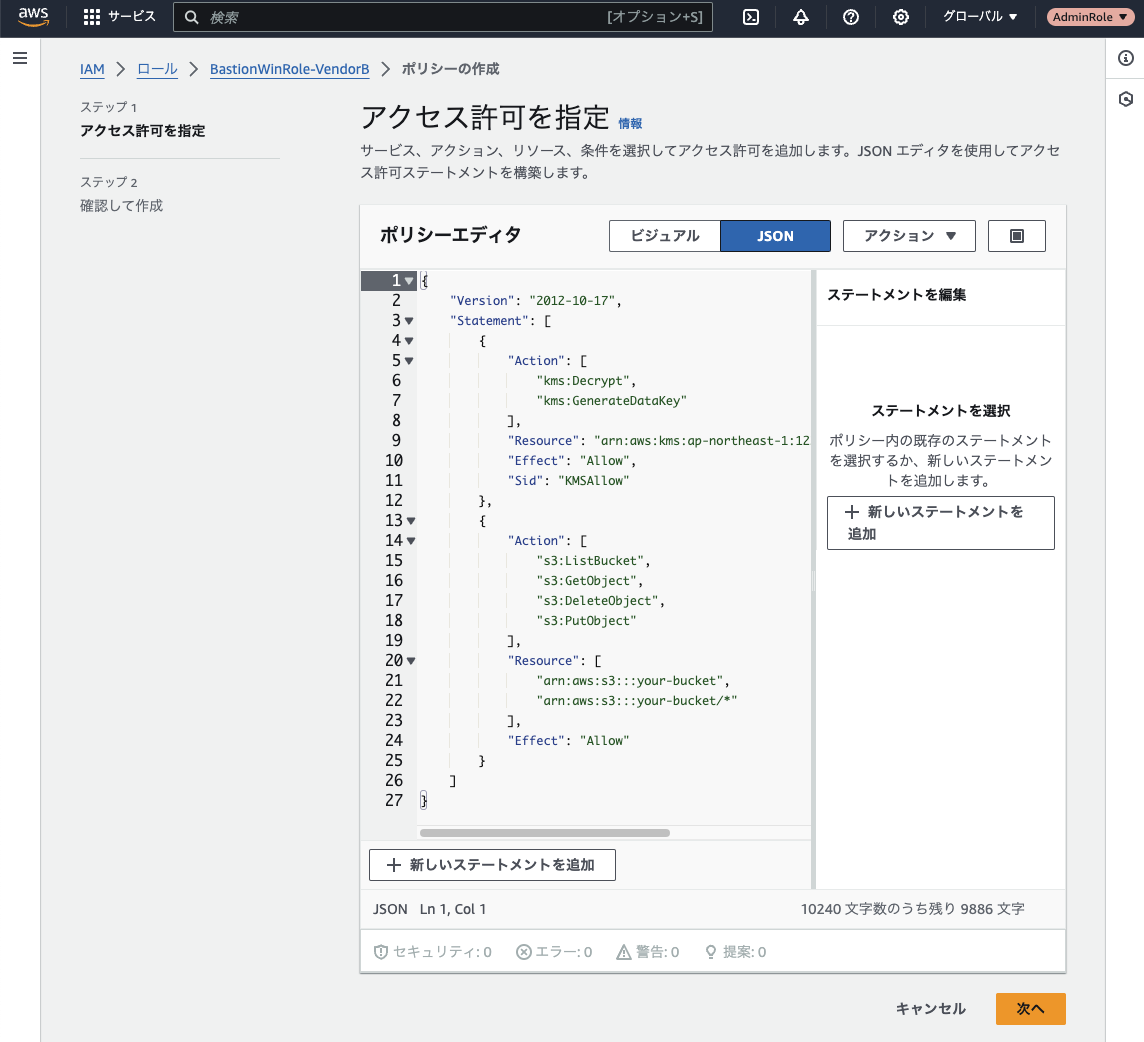 aws
サービス
検索
[オプション+S]
グローバル ▼
AdminRole ▼
IAM > ロール > BastionWinRole-VendorB > ポリシーの作成
ステップ 1
アクセス許可を指定
ステップ 2
確認して作成
アクセス許可を指定 情報
サービス、アクション、リソース、条件を選択してアクセス許可を追加します。JSON エディタを使用してアクセ
ス許可ステートメントを構築します。
ポリシーエディタ
ビジュアル
JSON
アクション ▼
1 {
2 "Version": "2012-10-17",
3 "Statement": [
4 {
5 "Action": [
6 "kms:Decrypt",
7 "kms:GenerateDataKey"
8 ],
9 "Resource": "arn:aws:kms:ap-northeast-1:12
10 "Effect": "Allow",
11 "Sid": "KMSAllow"
12 },
13 {
14 "Action": [
15 "s3:ListBucket",
16 "s3:GetObject",
17 "s3:DeleteObject",
18 "s3:PutObject"
19 ],
20 "Resource": [
21 "arn:aws:s3:::your-bucket",
22 "arn:aws:s3:::your-bucket/*"
23 ],
24 "Effect": "Allow"
25 }
26 ]
27 }
ステートメントを編集
ステートメントを選択
ポリシー内の既存のステートメント
を選択するか、新しいステートメン
トを追加します。
+ 新しいステートメントを
追加
+ 新しいステートメントを追加
JSON Ln 1, Col 1
10240 文字数のうち残り 9886 文字
セキュリティ: 0
エラー: 0
警告: 0
提案: 0
キャンセル
次へ